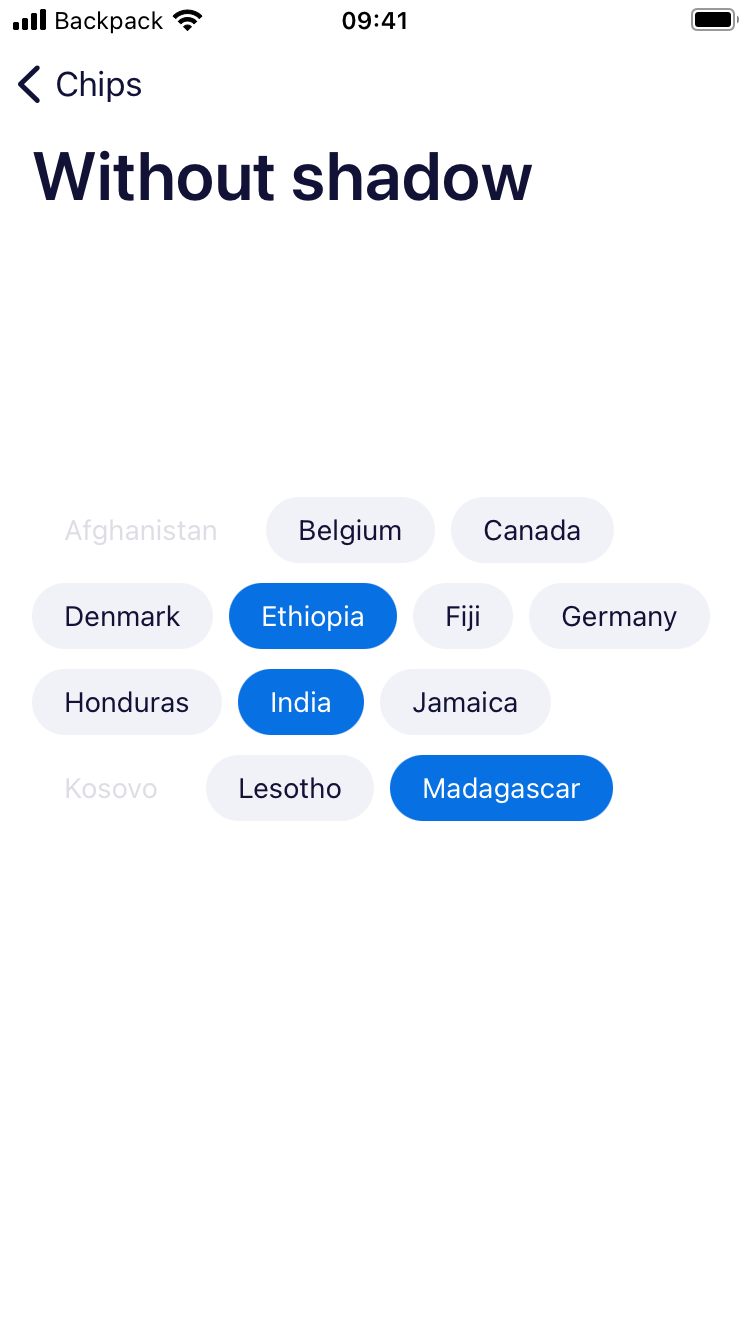 Backpack 09:41
Chips
Without shadow
Afghanistan Belgium Canada
Denmark Ethiopia Fiji Germany
Honduras India Jamaica
Kosovo Lesotho Madagascar